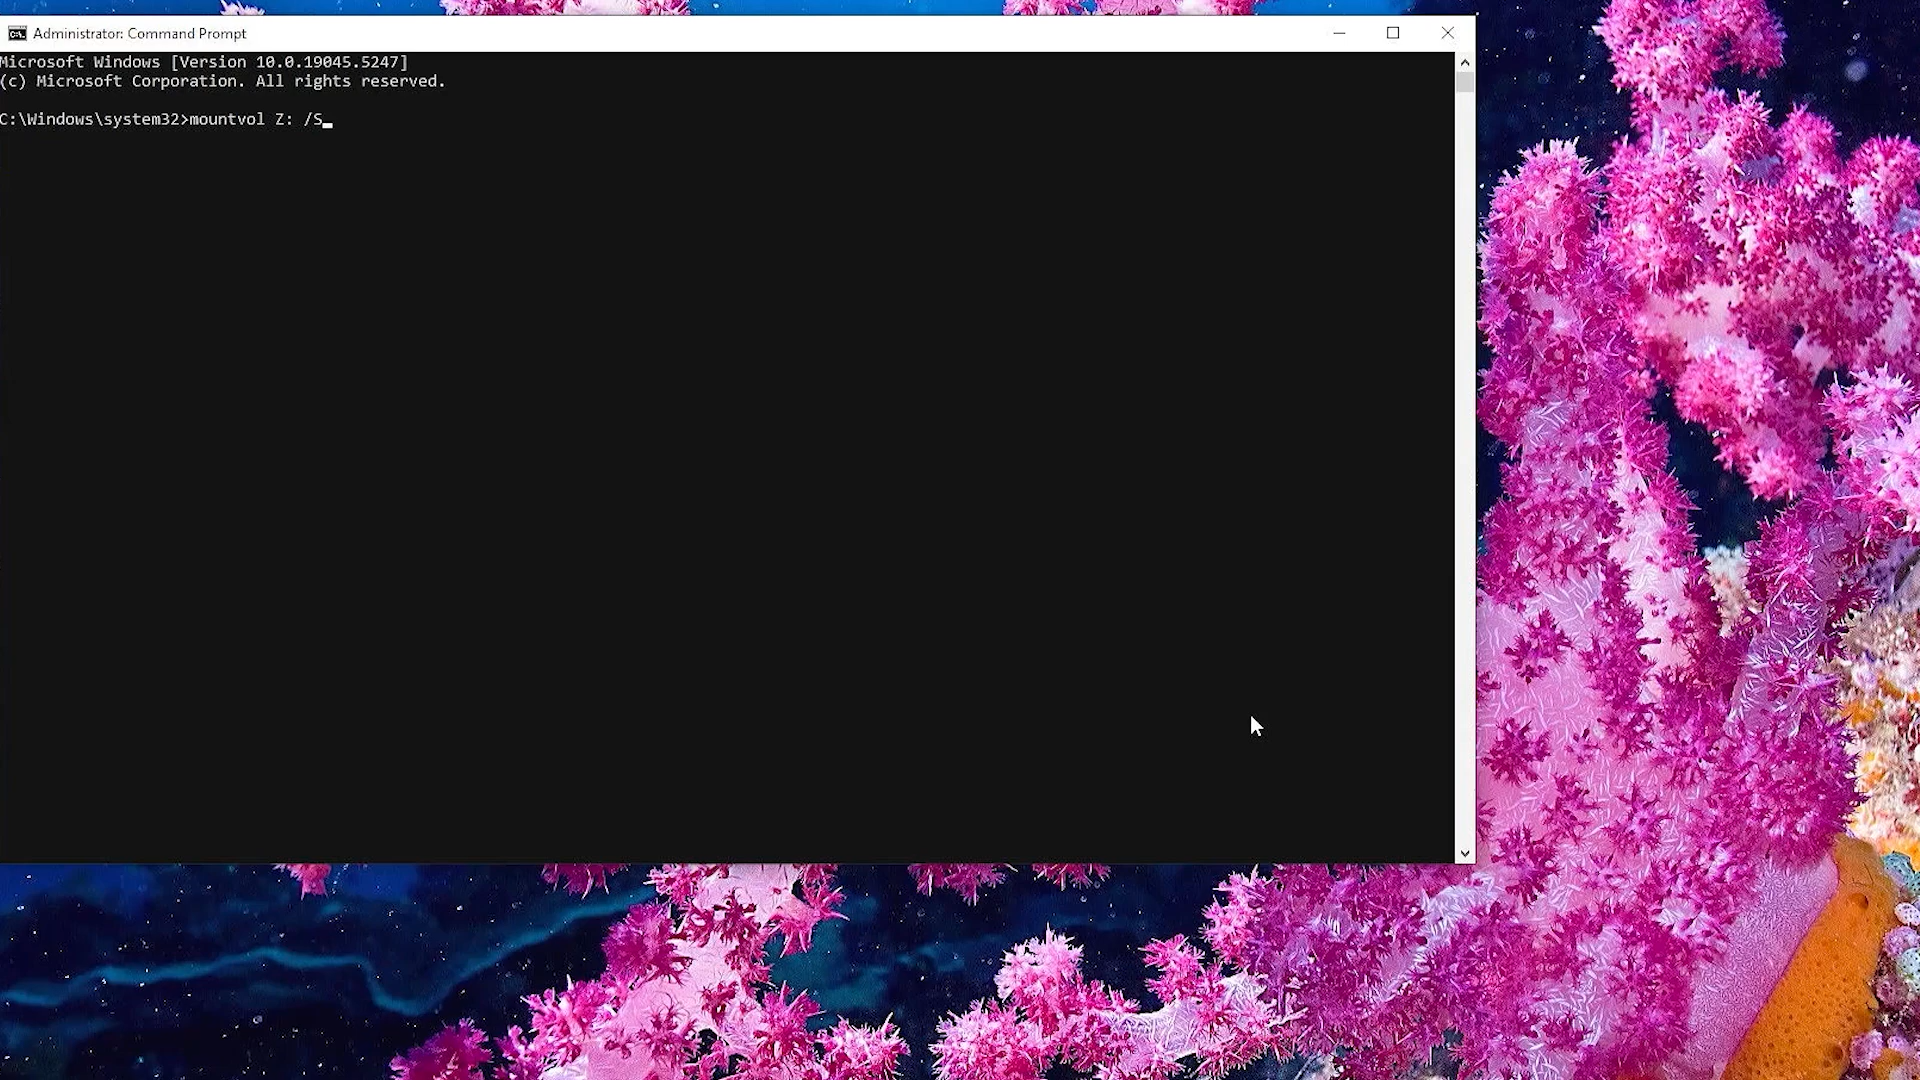 Administrator: Command Prompt
Microsoft Windows [Version 10.0.19045.5247]
(c) Microsoft Corporation. All rights reserved.
C:\Windows\system32>mountvol Z: /S